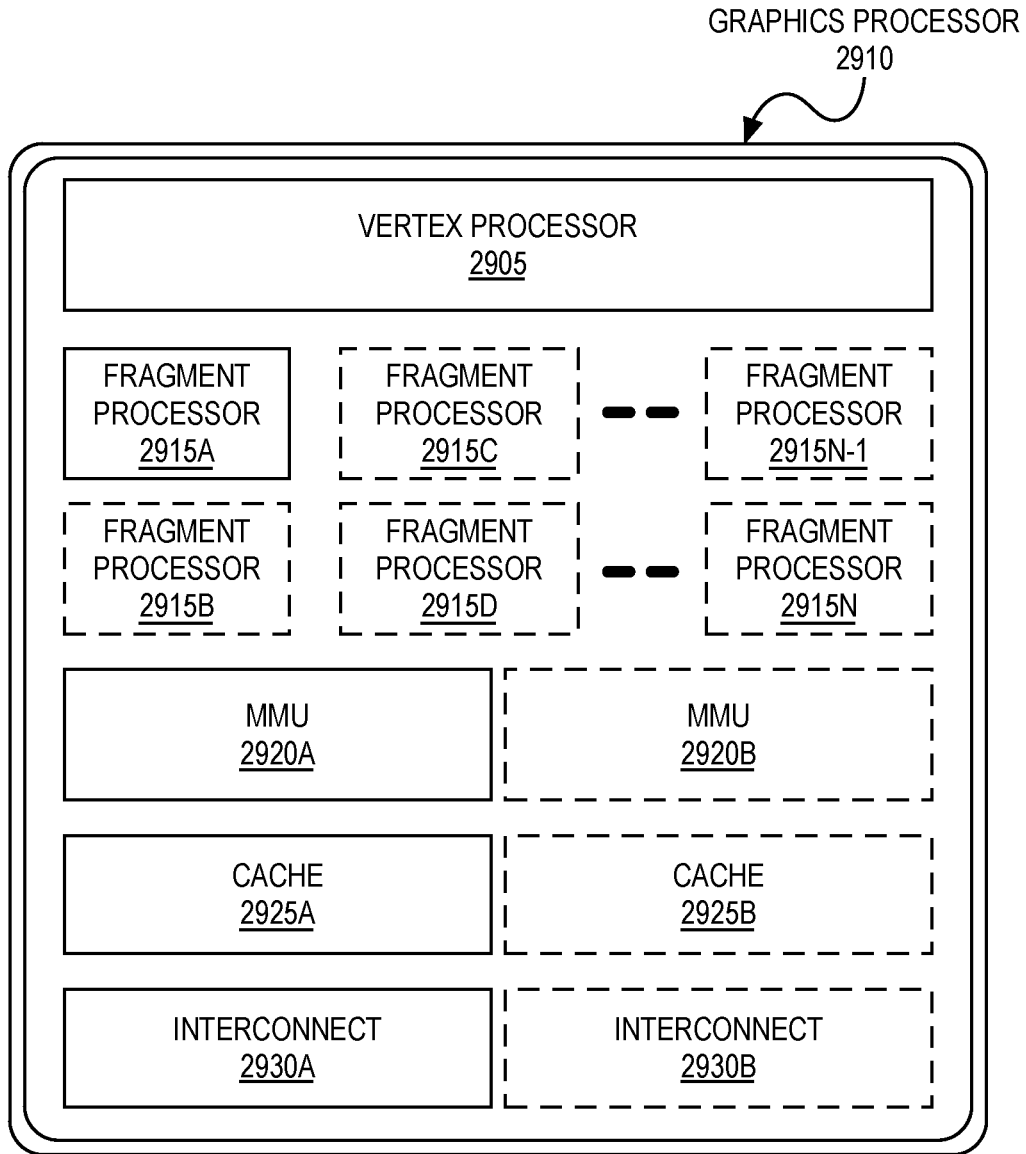 GRAPHICS PROCESSOR
2910
VERTEX PROCESSOR
2905
FRAGMENT
PROCESSOR
2915A
FRAGMENT
PROCESSOR
2915C
FRAGMENT
PROCESSOR
2915N-1
FRAGMENT
PROCESSOR
2915B
FRAGMENT
PROCESSOR
2915D
FRAGMENT
PROCESSOR
2915N
MMU
2920A
MMU
2920B
CACHE
2925A
CACHE
2925B
INTERCONNECT
2930A
INTERCONNECT
2930B